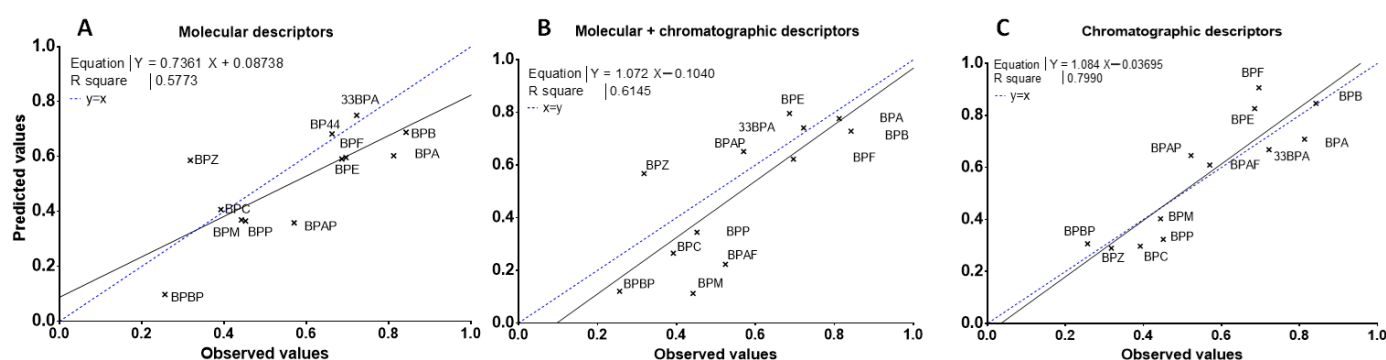 A
Molecular descriptors
Equation Y = 0.7361 X + 0.08738
R square 0.5773
y=x
1.0
0.8
0.6
0.4
0.2
0.0
Predicted values
33BPA
BP44
BPF
BPB
BPA
BPE
BPZ
BPC
BPM
BPP
BPAP
BPBP
0.0 0.2 0.4 0.6 0.8 1.0
Observed values
B
Molecular + chromatographic descriptors
Equation Y = 1.072 X−0.1040
R square 0.6145
x=y
1.0
0.8
0.6
0.4
0.2
0.0
BPE
33BPA
BPA
BPB
BPAP
BPF
BPZ
BPP
BPC
BPAF
BPM
BPBP
0.2 0.4 0.6 0.8 1.0
Observed values
C
Chromatographic descriptors
Equation Y = 1.084 X−0.03695
R square 0.7990
y=x
1.0
0.8
0.6
0.4
0.2
0.0
BPF
BPB
BPE
BPA
BPAP
33BPA
BPAF
BPM
BPP
BPBP
BPZ
BPC
0.0 0.2 0.4 0.6 0.8 1.0
Observed values